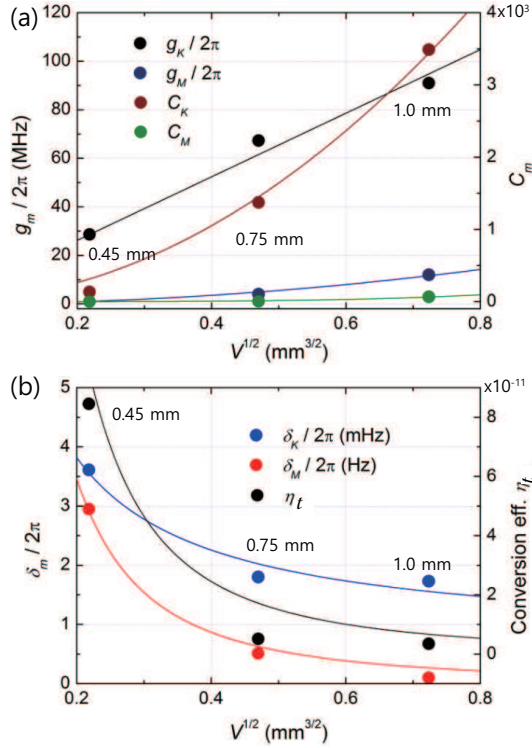 (a)
120
100
80
60
40
20
0
g_m / 2π (MHz)
g_K / 2π
g_M / 2π
C_K
C_M
0.45 mm
0.75 mm
1.0 mm
x10³
4
3
2
1
0
C_m
0.2 0.4 0.6 0.8
V^{1/2} (mm^{3/2})
(b)
5
4
3
2
1
0
δ_m / 2π
0.45 mm
δ_K / 2π (mHz)
δ_M / 2π (Hz)
η_t
0.75 mm
1.0 mm
x10⁻¹¹
8
6
4
2
0
Conversion eff. η_t
0.2 0.4 0.6 0.8
V^{1/2} (mm^{3/2})